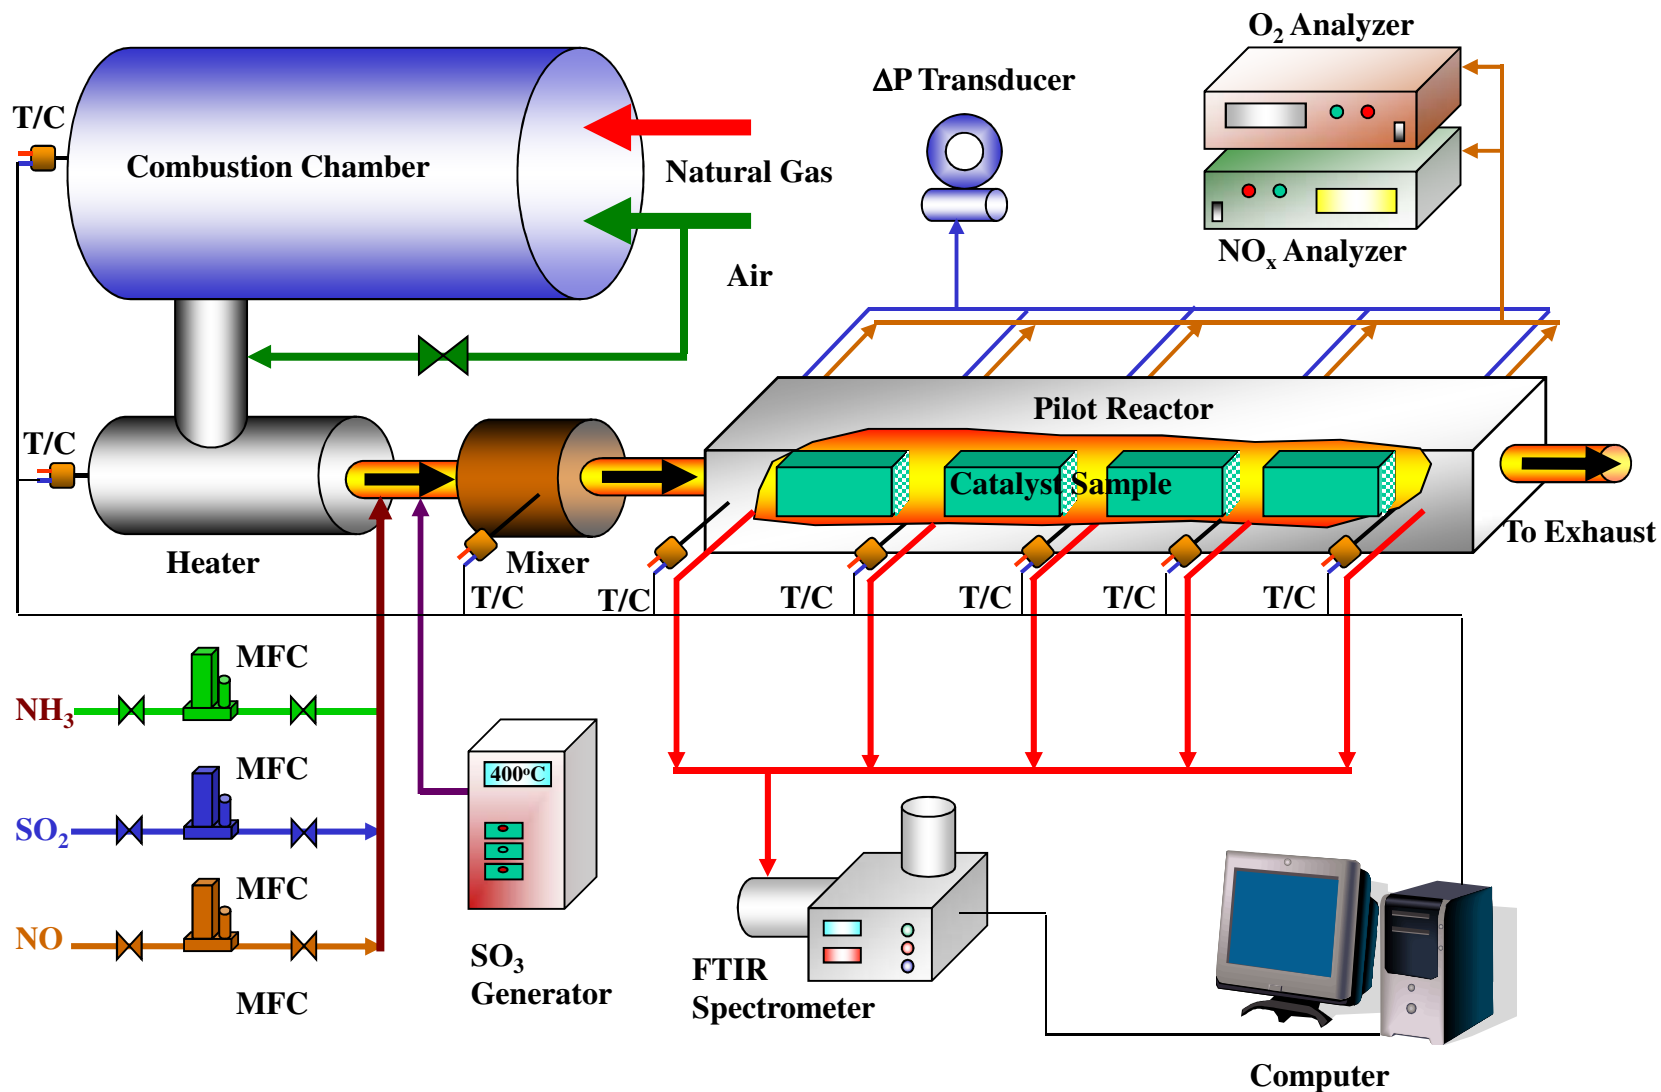 O₂ Analyzer
ΔP Transducer
T/C
Combustion Chamber
Natural Gas
NOₓ Analyzer
Air
Pilot Reactor
T/C
Catalyst Sample
To Exhaust
Heater
Mixer
T/C
T/C
T/C
T/C
T/C
T/C
MFC
NH₃
MFC
400°C
SO₂
MFC
NO
SO₃
Generator
MFC
FTIR
Spectrometer
Computer